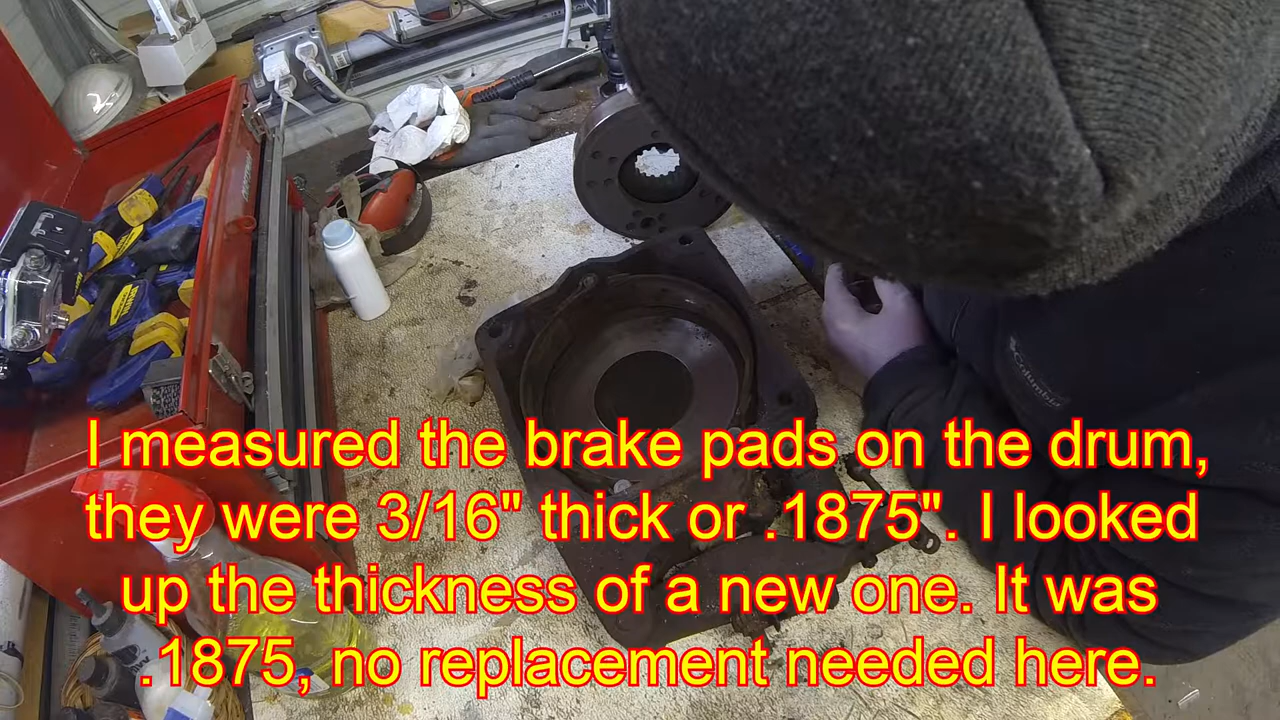 I measured the brake pads on the drum,
they were 3/16" thick or .1875". I looked
up the thickness of a new one. It was
.1875, no replacement needed here.
Columbia